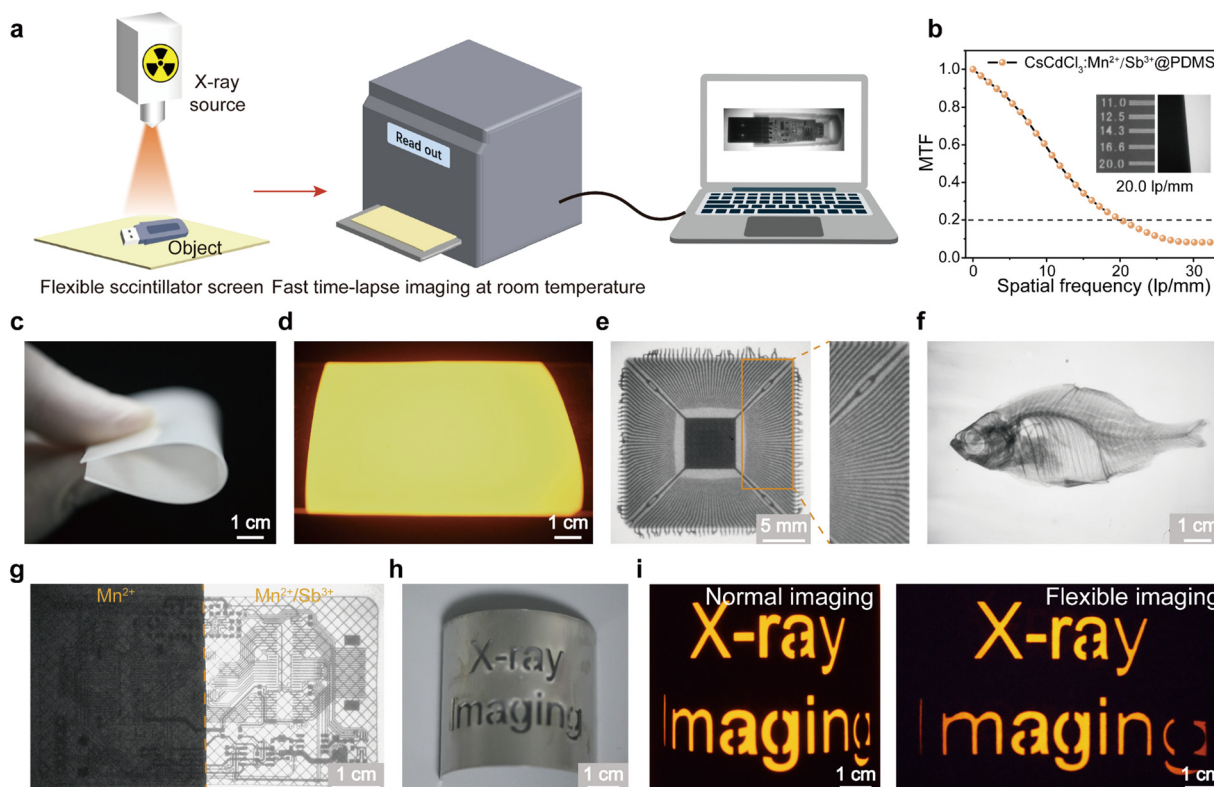 a
X-ray
source
Object
Flexible sccintillator screen
Read out
Fast time-lapse imaging at room temperature
b
CsCdCl₃:Mn²⁺/Sb³⁺@PDMS
1.0
0.8
0.6
0.4
0.2
0.0
MTF
11.0
12.5
14.3
16.6
20.0
20.0 lp/mm
0
10
20
30
Spatial frequency (lp/mm)
c
1 cm
d
1 cm
e
5 mm
f
1 cm
g
Mn²⁺
Mn²⁺/Sb³⁺
1 cm
h
X-ray
Imaging
1 cm
i
Normal imaging
X-ray
Imaging
1 cm
Flexible imaging
X-ray
Imaging
1 cm